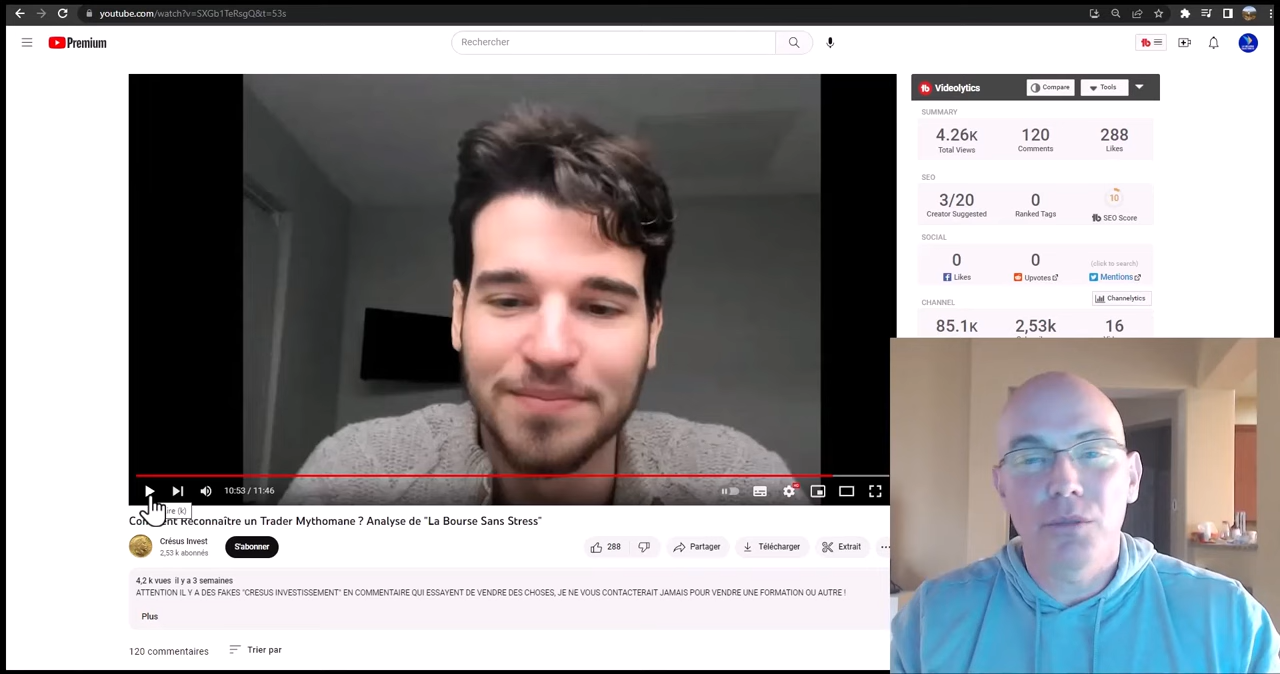 youtube.com/watch?v=SXGb1TeRsgQ&t=53s
Premium
Rechercher
Videolytics
Compare
Tools
SUMMARY
4.26K
120
288
Total Views
Comments
Likes
SEO
3/20
0
10
Creator Suggested
Ranked Tags
SEO Score
SOCIAL
0
0
(click to search)
Likes
Upvotes
Mentions
Channelytics
CHANNEL
85.1K
2,53k
16
10:53 / 11:46
ire (k)
Réconnaître un Trader Mythomane ? Analyse de "La Bourse Sans Stress"
Crésus Invest
2,53 k abonnés
S'abonner
288
Partager
Télécharger
Extrait
4,2 k vues il y a 3 semaines
ATTENTION IL Y A DES FAKES "CRESUS INVESTISSEMENT" EN COMMENTAIRE QUI ESSAYENT DE VENDRE DES CHOSES, JE NE VOUS CONTACTERAIT JAMAIS POUR VENDRE UNE FORMATION OU AUTRE !
Plus
120 commentaires
Trier par